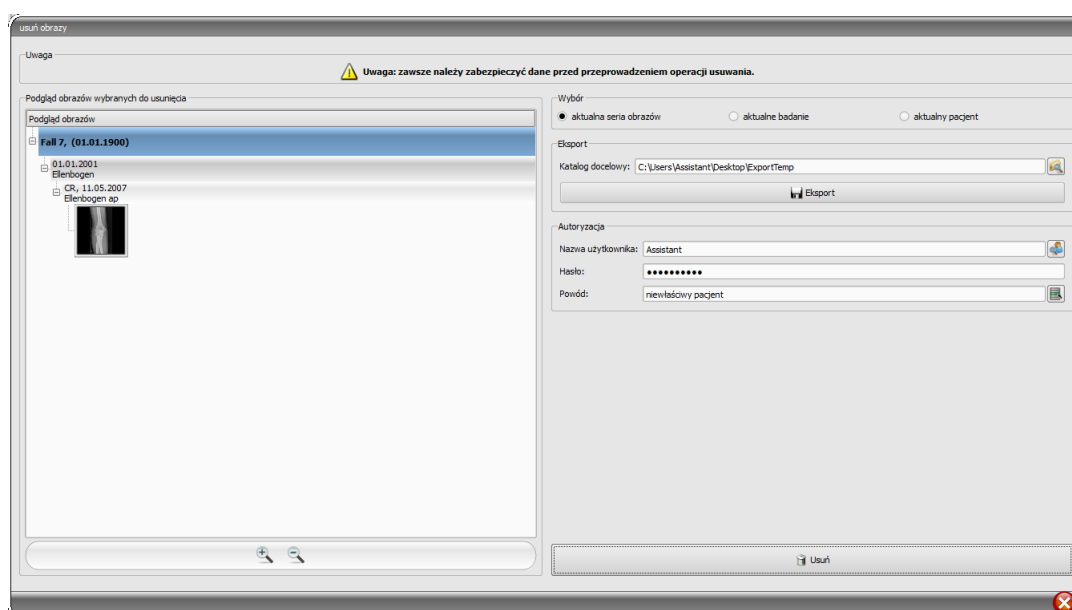 usuń obrazy
Uwaga
Uwaga: zawsze należy zabezpieczyć dane przed przeprowadzeniem operacji usuwania.
Podgląd obrazów wybranych do usunięcia
Podgląd obrazów
Fall 7, (01.01.1900)
01.01.2001
Ellenbogen
CR, 11.05.2007
Ellenbogen ap
Wybór
aktualna seria obrazów
aktualne badanie
aktualny pacjent
Eksport
Katalog docelowy: C:\Users\Assistant\Desktop\ExportTemp
Eksport
Autoryzacja
Nazwa użytkownika: Assistant
Hasło: ●●●●●●●●●●
Powód: niewłaściwy pacjent
Usuń